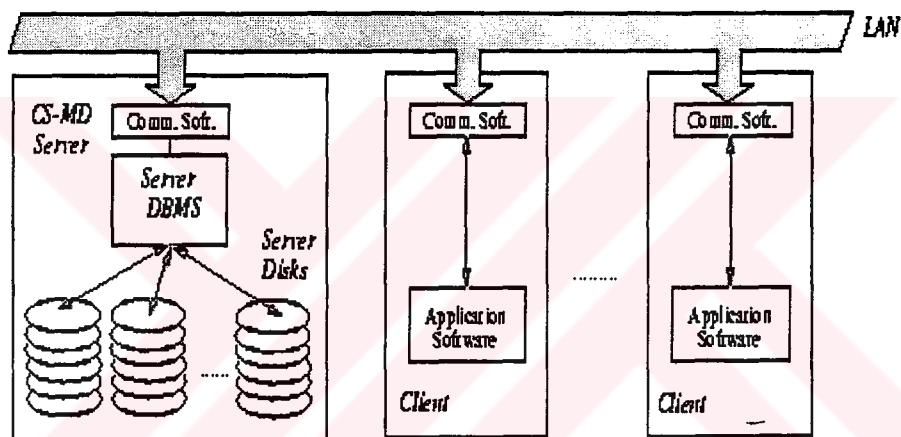 LAN
CS-MD
Server
Comm. Soft.
Server
DBMS
Server
Disks
......
Comm. Soft.
Application
Software
Client
.........
Comm. Soft.
Application
Software
Client